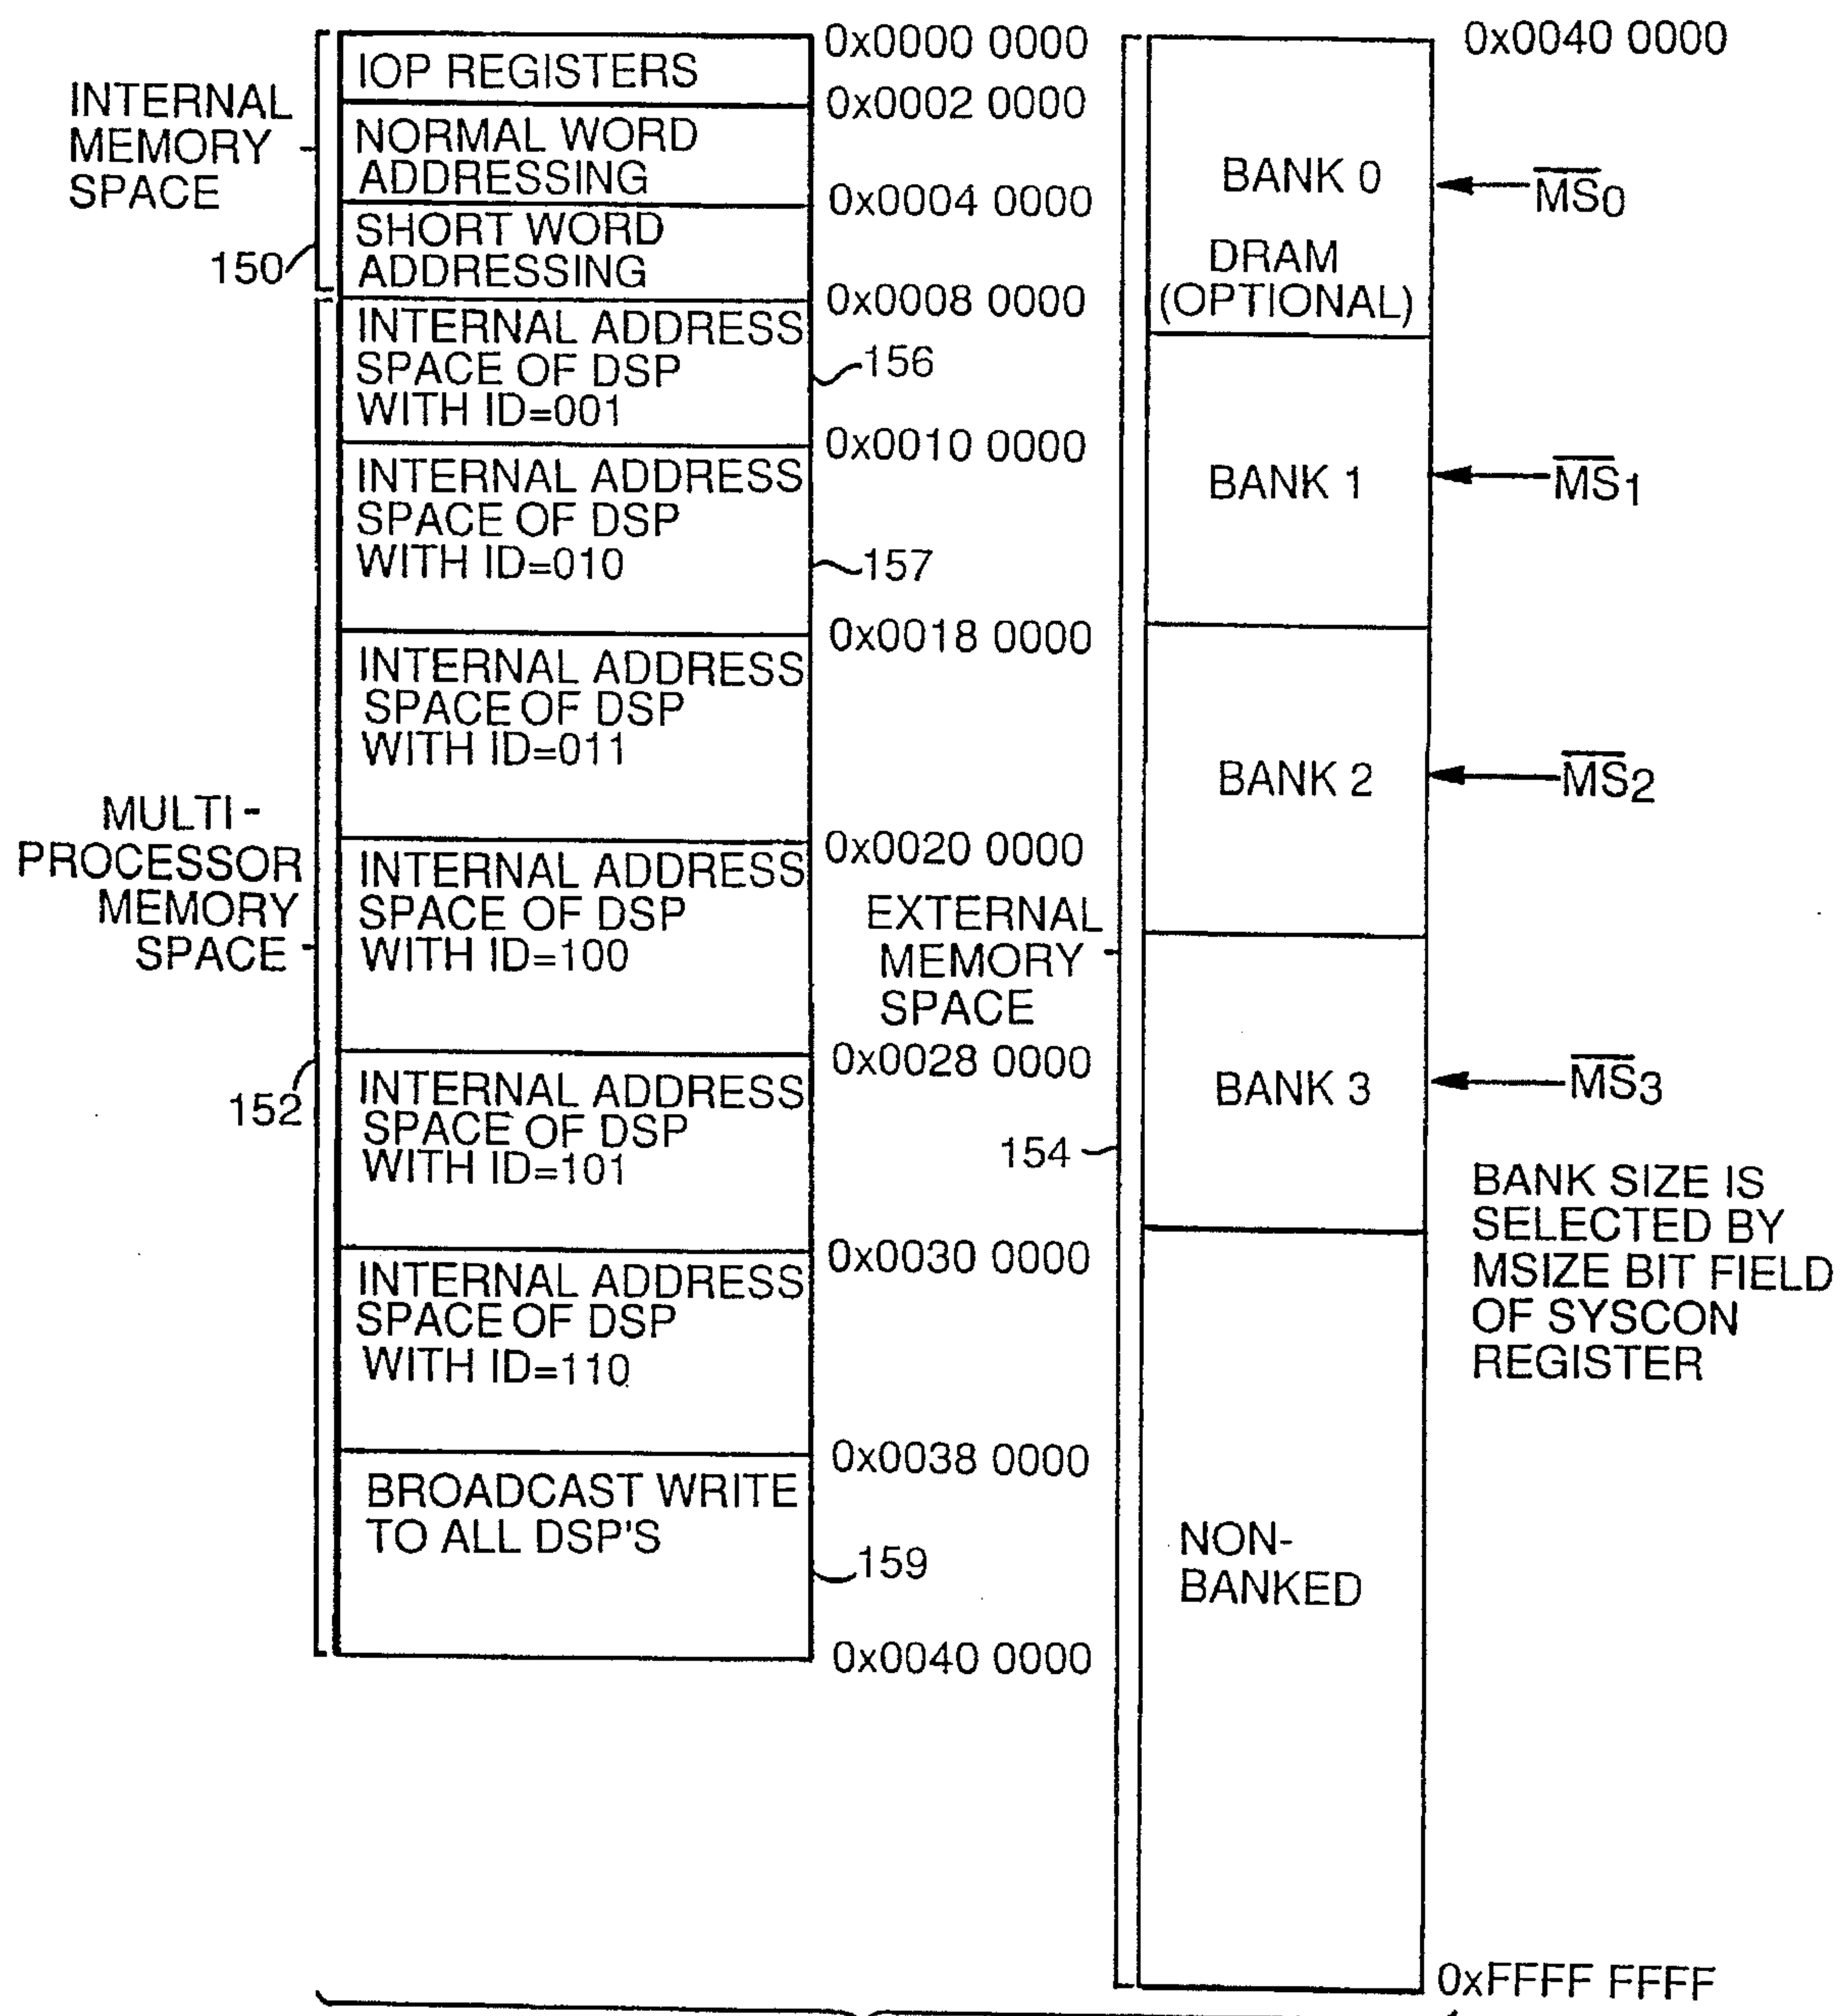 INTERNAL
MEMORY
SPACE
150
IOP REGISTERS
NORMAL WORD
ADDRESSING
SHORT WORD
ADDRESSING
INTERNAL ADDRESS
SPACE OF DSP
WITH ID=001
INTERNAL ADDRESS
SPACE OF DSP
WITH ID=010
INTERNAL ADDRESS
SPACE OF DSP
WITH ID=011
INTERNAL ADDRESS
SPACE OF DSP
WITH ID=100
INTERNAL ADDRESS
SPACE OF DSP
WITH ID=101
INTERNAL ADDRESS
SPACE OF DSP
WITH ID=110
BROADCAST WRITE
TO ALL DSP'S
MULTI-
PROCESSOR
MEMORY
SPACE
152
0x0000 0000
0x0002 0000
0x0004 0000
0x0008 0000
156
0x0010 0000
157
0x0018 0000
0x0020 0000
0x0028 0000
0x0030 0000
0x0038 0000
159
0x0040 0000
EXTERNAL
MEMORY
SPACE
154
0x0040 0000
BANK 0
DRAM
(OPTIONAL)
BANK 1
BANK 2
BANK 3
NON-
BANKED
M̅S̅0
M̅S̅1
M̅S̅2
M̅S̅3
BANK SIZE IS
SELECTED BY
MSIZE BIT FIELD
OF SYSCON
REGISTER
0xFFFF FFFF